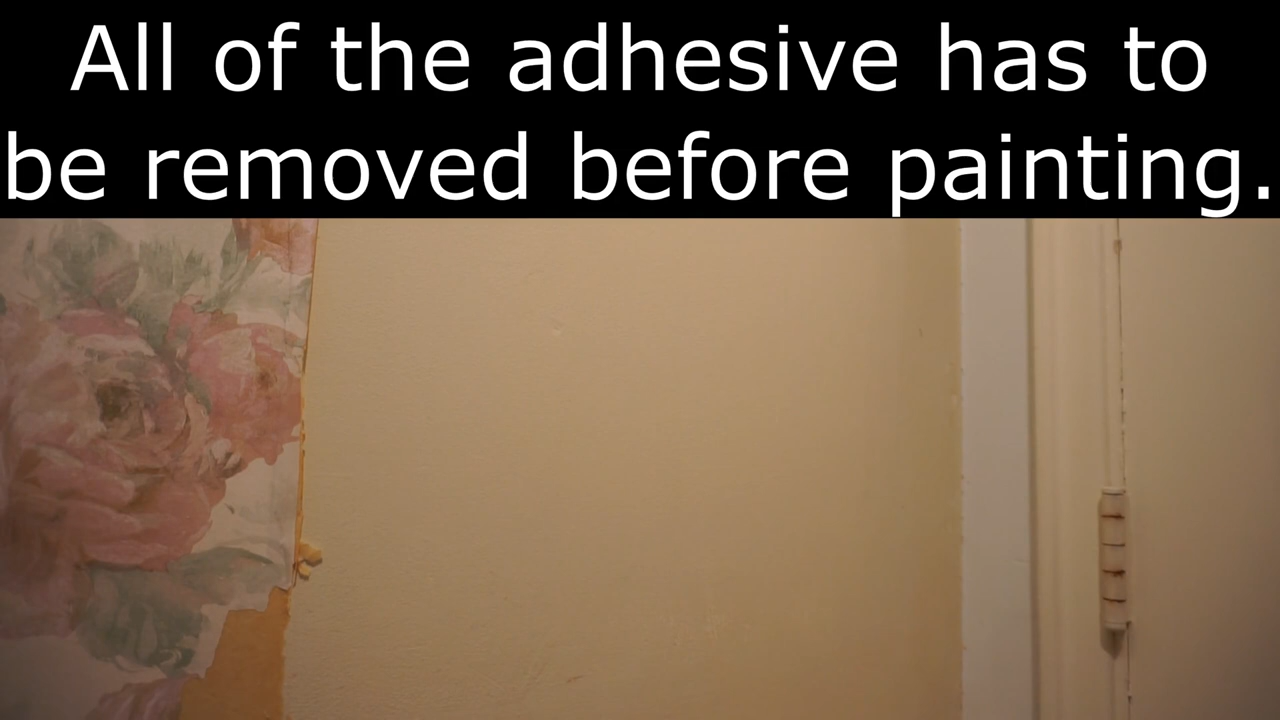 All of the adhesive has to
be removed before painting.